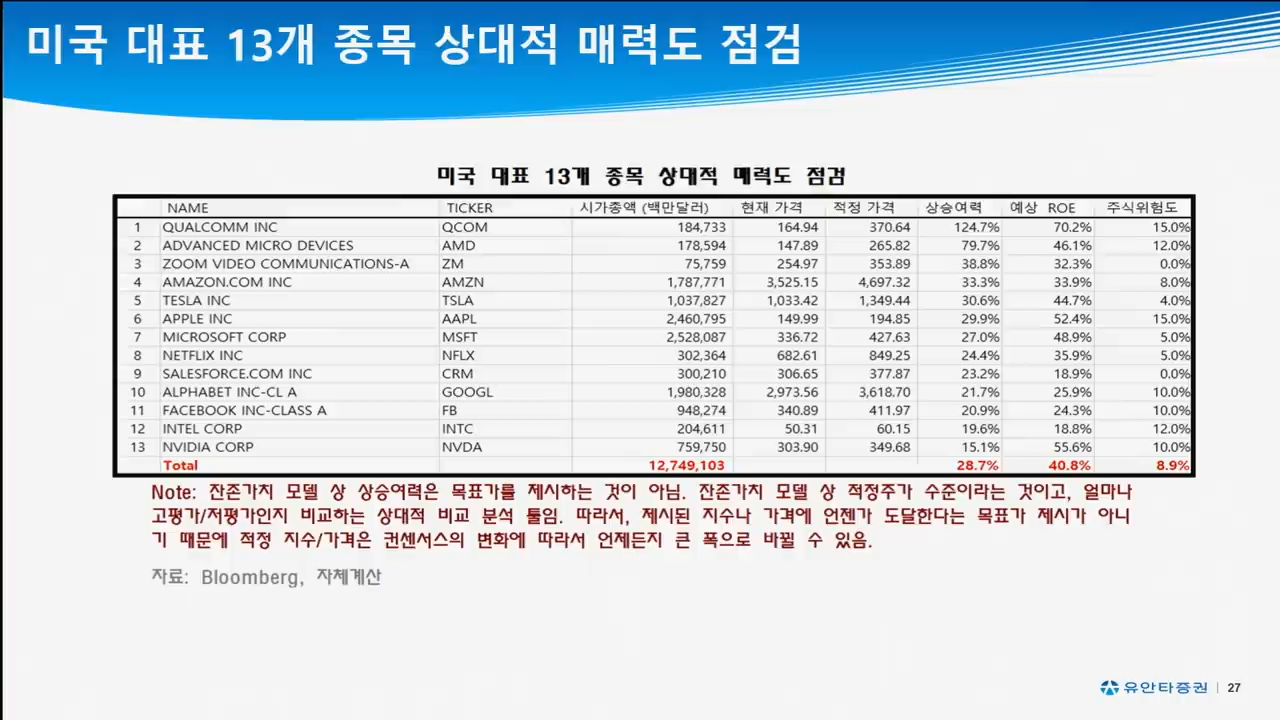 미국 대표 13개 종목 상대적 매력도 점검
미국 대표 13개 종목 상대적 매력도 점검
NAME TICKER 시가총액 (백만달러) 현재 가격 적정 가격 상승여력 예상 ROE 주식위험도
1 QUALCOMM INC QCOM 184,733 164.94 370.64 124.7% 70.2% 15.0%
2 ADVANCED MICRO DEVICES AMD 178,594 147.89 265.82 79.7% 46.1% 12.0%
3 ZOOM VIDEO COMMUNICATIONS-A ZM 75,759 254.97 353.89 38.8% 32.3% 0.0%
4 AMAZON.COM INC AMZN 1,787,771 3,525.15 4,697.32 33.3% 33.9% 8.0%
5 TESLA INC TSLA 1,037,827 1,033.42 1,349.44 30.6% 44.7% 4.0%
6 APPLE INC AAPL 2,460,795 149.99 194.85 29.9% 52.4% 15.0%
7 MICROSOFT CORP MSFT 2,528,087 336.72 427.63 27.0% 48.9% 5.0%
8 NETFLIX INC NFLX 302,364 682.61 849.25 24.4% 35.9% 5.0%
9 SALESFORCE.COM INC CRM 300,210 306.65 377.87 23.2% 18.9% 0.0%
10 ALPHABET INC-CL A GOOGL 1,980,328 2,973.56 3,618.70 21.7% 25.9% 10.0%
11 FACEBOOK INC-CLASS A FB 948,274 340.89 411.97 20.9% 24.3% 10.0%
12 INTEL CORP INTC 204,611 50.31 60.15 19.6% 18.8% 12.0%
13 NVIDIA CORP NVDA 759,750 303.90 349.68 15.1% 55.6% 10.0%
Total 12,749,103 28.7% 40.8% 8.9%
Note: 잔존가치 모델 상 상승여력은 목표가를 제시하는 것이 아님. 잔존가치 모델 상 적정주가 수준이라는 것이고, 얼마나
고평가/저평가인지 비교하는 상대적 비교 분석 툴임. 따라서, 제시된 지수나 가격에 언젠가 도달한다는 목표가 제시가 아니
기 때문에 적정 지수/가격은 컨센서스의 변화에 따라서 언제든지 큰 폭으로 바뀔 수 있음.
자료: Bloomberg, 자체계산
유안타증권 | 27